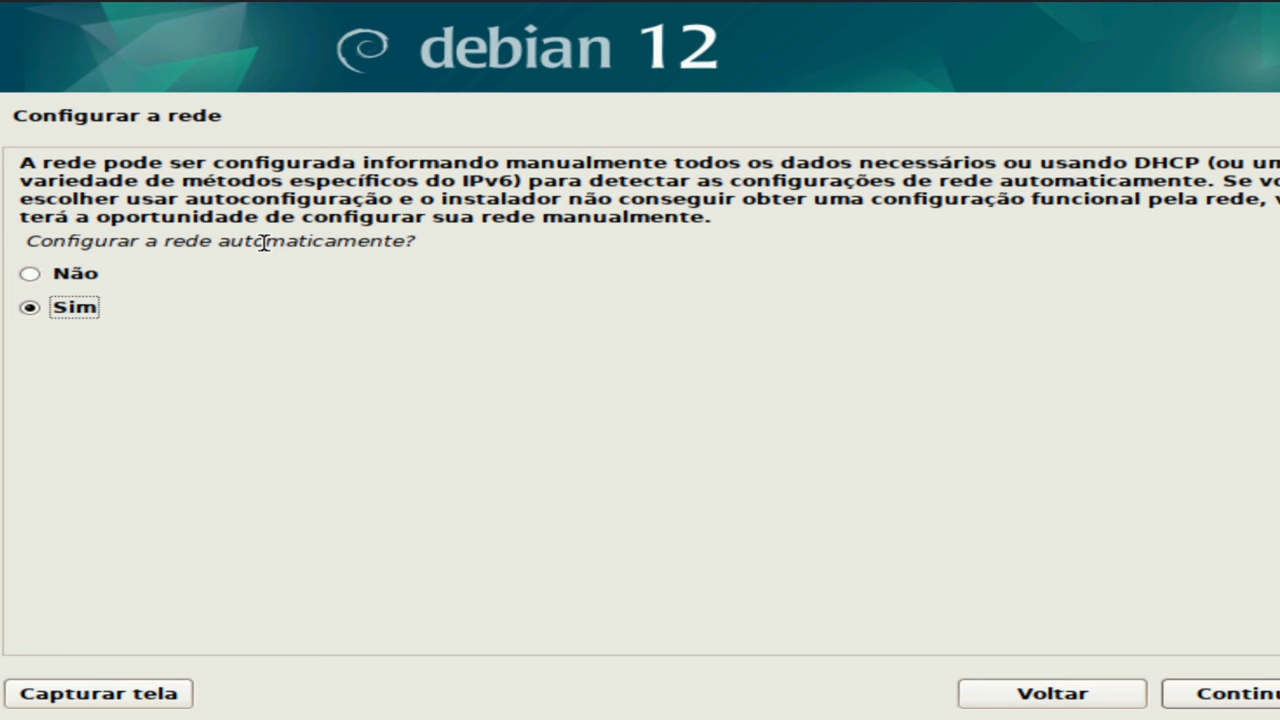 debian 12
Configurar a rede
A rede pode ser configurada informando manualmente todos os dados necessários ou usando DHCP (ou
variedade de métodos específicos do IPv6) para detectar as configurações de rede automaticamente. Se
escolher usar autoconfiguração e o instalador não conseguir obter uma configuração funcional pela rede,
terá a oportunidade de configurar sua rede manualmente.
Configurar a rede automaticamente?
Não
Sim
Capturar tela
Voltar